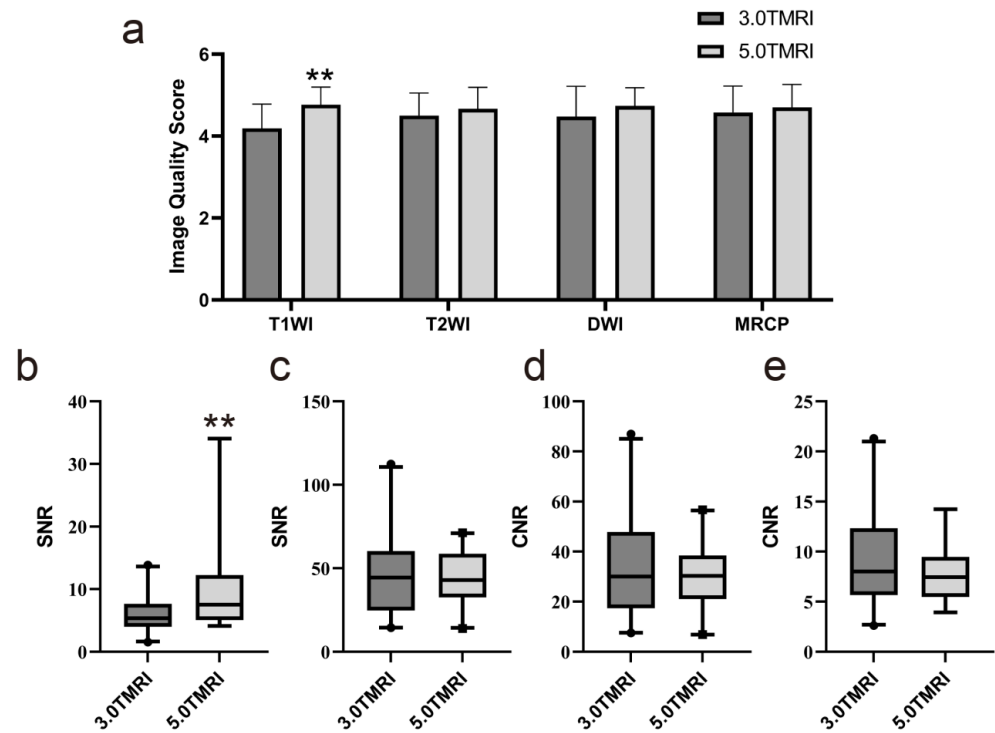 a
3.0TMRI
5.0TMRI
Image Quality Score
6
4
2
0
**
T1WI
T2WI
DWI
MRCP
b
SNR
40
30
20
10
0
**
3.0TMRI
5.0TMRI
c
SNR
150
100
50
0
3.0TMRI
5.0TMRI
d
CNR
100
80
60
40
20
0
3.0TMRI
5.0TMRI
e
CNR
25
20
15
10
5
0
3.0TMRI
5.0TMRI